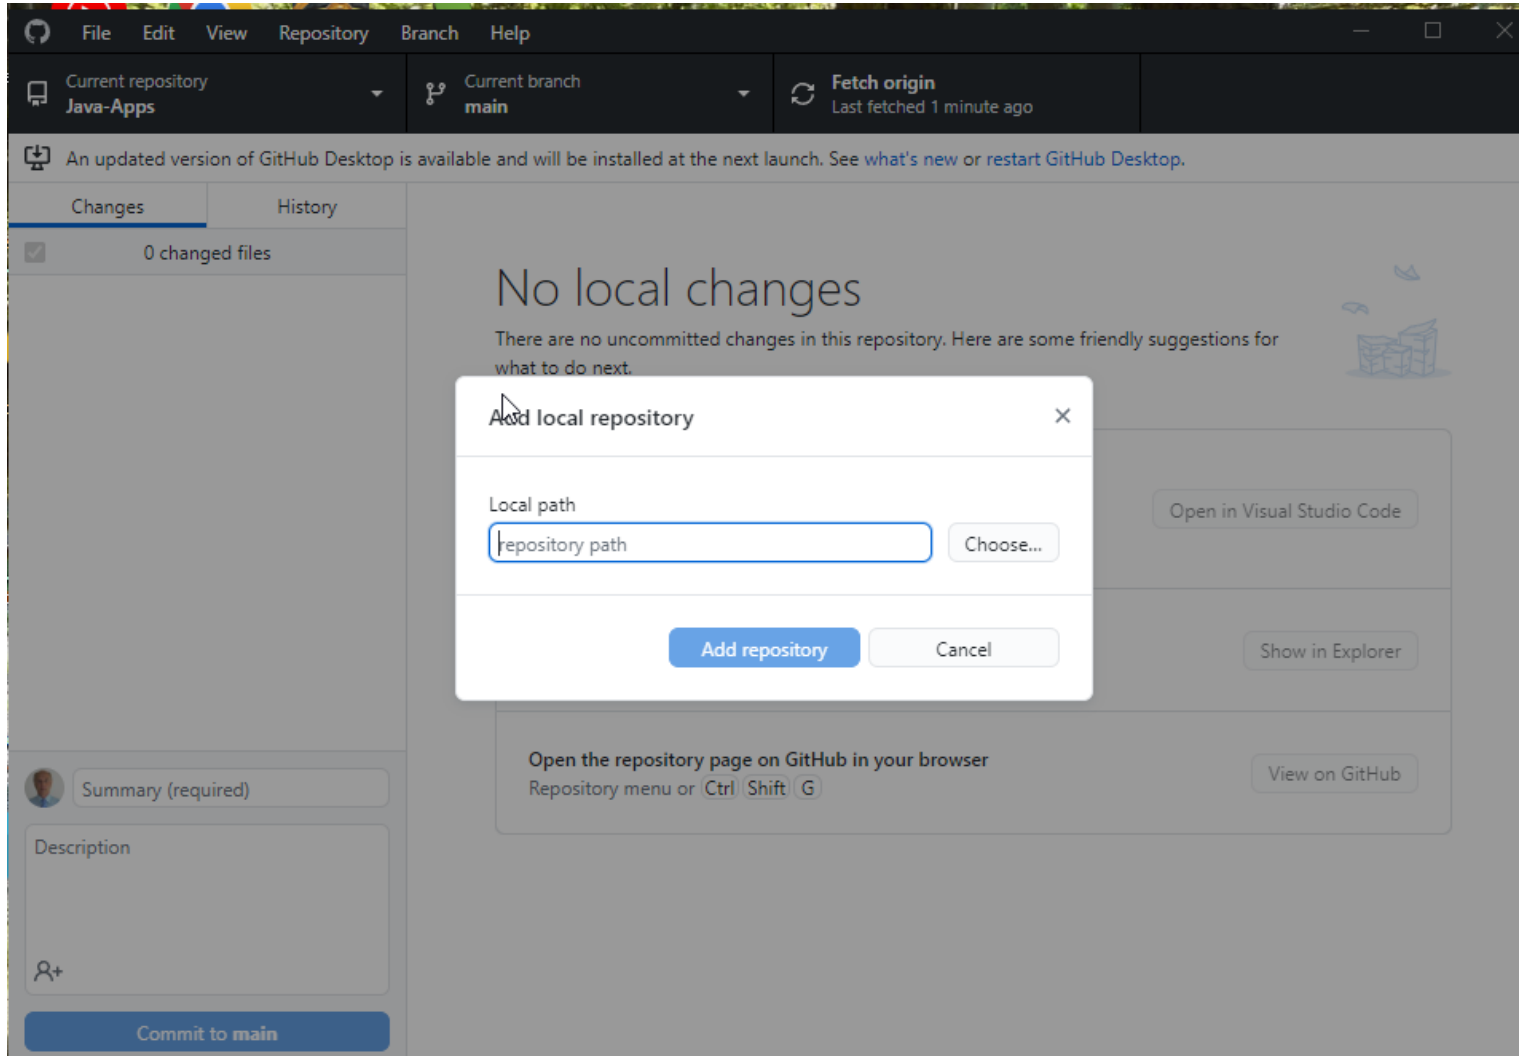 File Edit View Repository Branch Help
Current repository
Java-Apps
Current branch
main
Fetch origin
Last fetched 1 minute ago
An updated version of GitHub Desktop is available and will be installed at the next launch. See what's new or restart GitHub Desktop.
Changes
History
0 changed files
No local changes
There are no uncommitted changes in this repository. Here are some friendly suggestions for
what to do next.
Add local repository
Local path
repository path
Choose...
Add repository
Cancel
Open in Visual Studio Code
Show in Explorer
Open the repository page on GitHub in your browser
Repository menu or Ctrl Shift G
View on GitHub
Summary (required)
Description
Commit to main